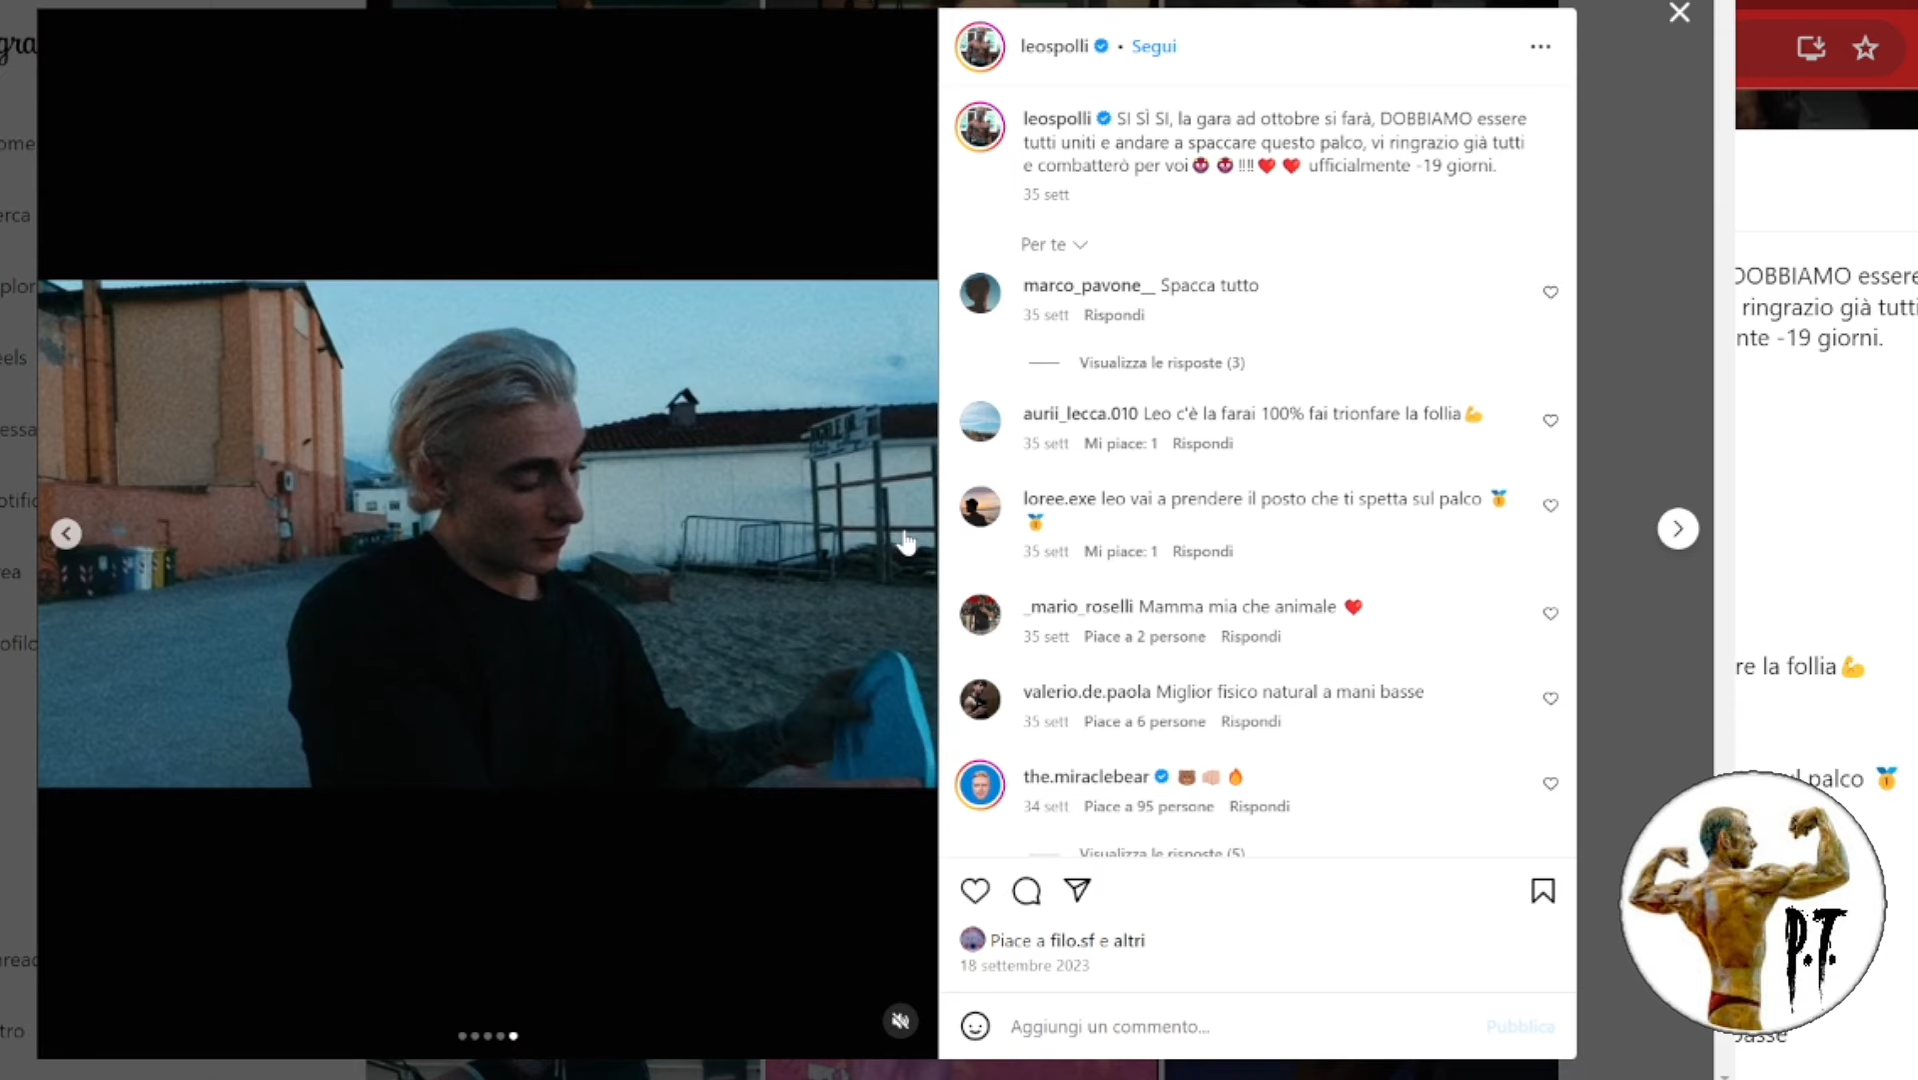 leospolli • Segui
leospolli SI SÌ SI, la gara ad ottobre si farà, DOBBIAMO essere
tutti uniti e andare a spaccare questo palco, vi ringrazio già tutti
e combatterò per voi !!!! ufficialmente -19 giorni.
35 sett
Per te
marco_pavone__ Spacca tutto
35 sett Rispondi
Visualizza le risposte (3)
aurii_lecca.010 Leo c'è la farai 100% fai trionfare la follia💪
35 sett Mi piace: 1 Rispondi
loree.exe leo vai a prendere il posto che ti spetta sul palco 🥇
🥇
35 sett Mi piace: 1 Rispondi
_mario_roselli Mamma mia che animale ❤️
35 sett Piace a 2 persone Rispondi
valerio.de.paola Miglior fisico natural a mani basse
35 sett Piace a 6 persone Rispondi
the.miraclebear 🐻👊🏼🔥
34 sett Piace a 95 persone Rispondi
Visualizza le risposte (5)
Piace a filo.sf e altri
18 settembre 2023
Aggiungi un commento...
Pubblica
DOBBIAMO essere
ringrazio già tutti
nte -19 giorni.
re la follia💪
palco 🥇
P.T.